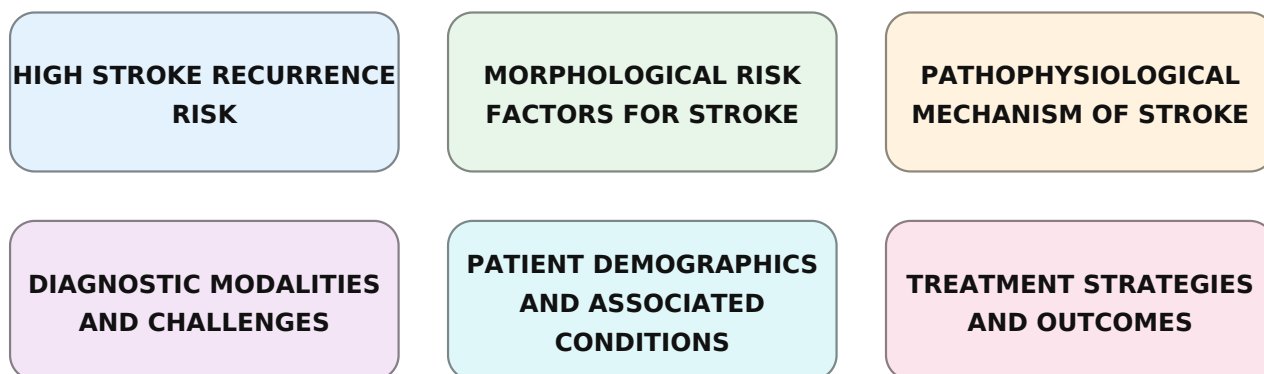 HIGH STROKE RECURRENCE
RISK
MORPHOLOGICAL RISK
FACTORS FOR STROKE
PATHOPHYSIOLOGICAL
MECHANISM OF STROKE
DIAGNOSTIC MODALITIES
AND CHALLENGES
PATIENT DEMOGRAPHICS
AND ASSOCIATED
CONDITIONS
TREATMENT STRATEGIES
AND OUTCOMES